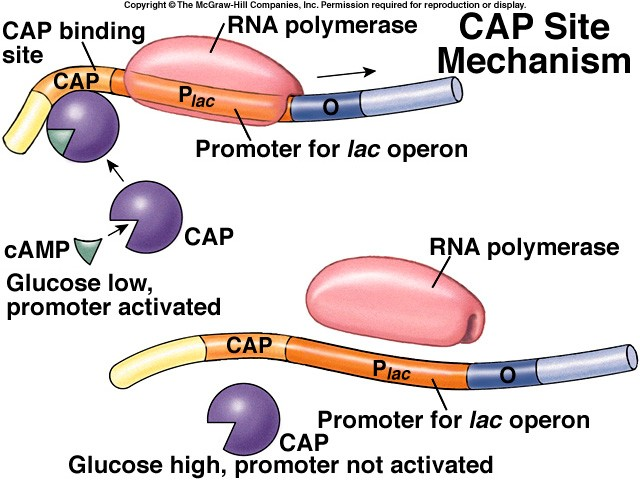 Copyright © The McGraw-Hill Companies, Inc. Permission required for reproduction or display.
CAP Site
Mechanism
CAP binding
site
RNA polymerase
CAP
Plac
O
Promoter for lac operon
CAP
cAMP
Glucose low,
promoter activated
RNA polymerase
CAP
Plac
O
Promoter for lac operon
CAP
Glucose high, promoter not activated